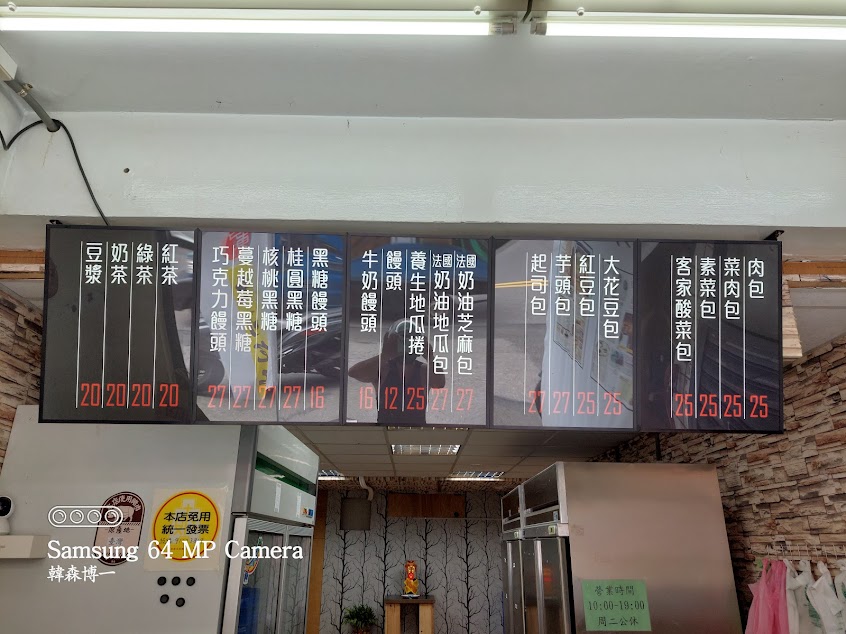 肉包 25
菜肉包 25
素菜包 25
客家酸菜包 25
大花豆包 25
紅豆包 25
芋頭包 27
起司包 27
法國奶油芝麻包 27
法國奶油地瓜包 27
養生地瓜捲 25
饅頭 12
牛奶饅頭 16
黑糖饅頭 16
桂圓黑糖 27
核桃黑糖 27
蔓越莓黑糖 27
巧克力饅頭 27
紅茶 20
綠茶 20
奶茶 20
豆漿 20
本店免用
統一發票
營業時間
10:00-19:00
周二公休
Samsung 64 MP Camera
韓森博一